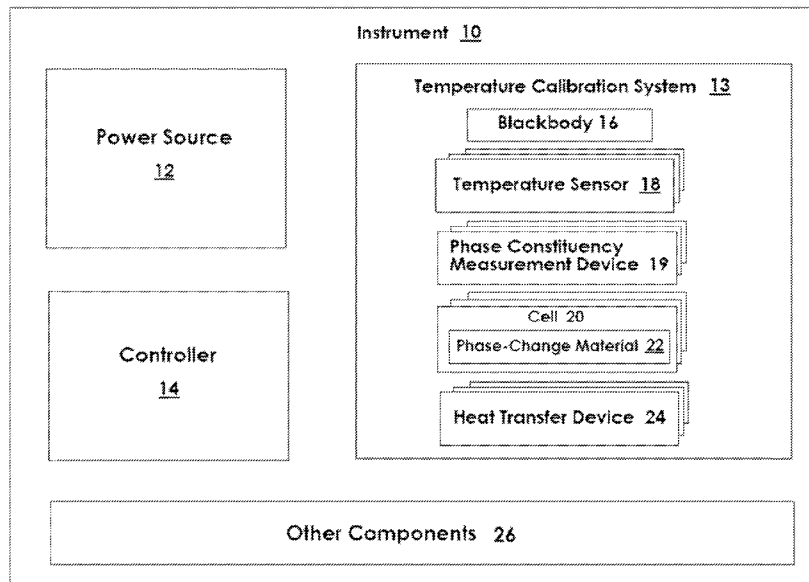 Instrument 10
Power Source
12
Temperature Calibration System 13
Blackbody 16
Temperature Sensor 18
Phase Constituency
Measurement Device 19
Cell 20
Phase-Change Material 22
Heat Transfer Device 24
Controller
14
Other Components 26